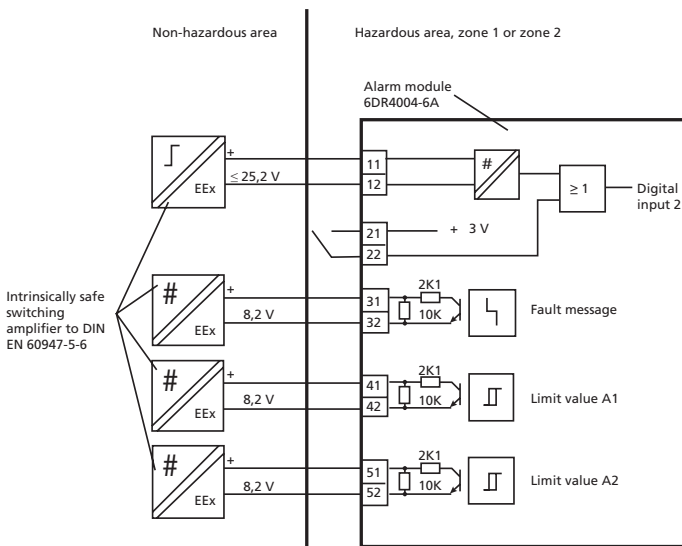 Non-hazardous area
Hazardous area, zone 1 or zone 2
Alarm module
6DR4004-6A
+
EEx
≤ 25,2 V
11
12
#
≥ 1
Digital
input 2
21
22
+ 3 V
Intrinsically safe
switching
amplifier to DIN
EN 60947-5-6
#
EEx
+
8,2 V
31
32
2K1
10K
Fault message
#
EEx
+
8,2 V
41
42
2K1
10K
Limit value A1
#
EEx
+
8,2 V
51
52
2K1
10K
Limit value A2